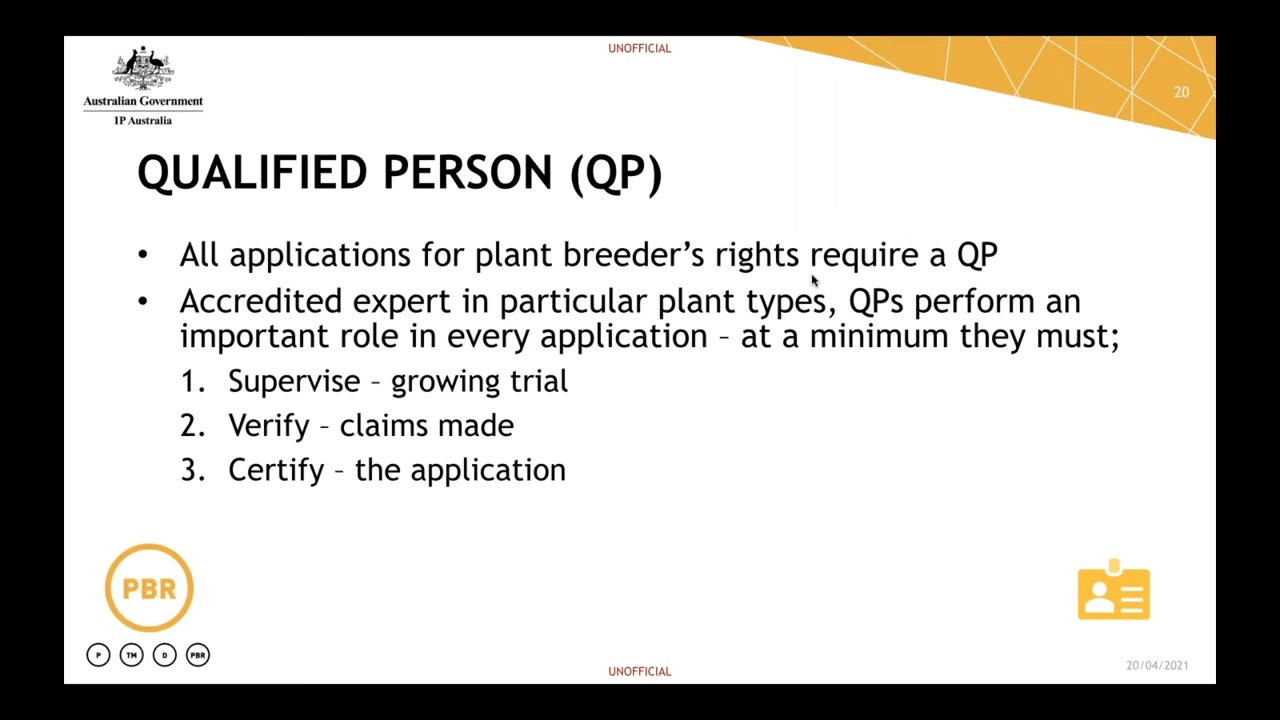 UNOFFICIAL
20
Australian Government
IP Australia
QUALIFIED PERSON (QP)
• All applications for plant breeder’s rights require a QP
• Accredited expert in particular plant types, QPs perform an
important role in every application – at a minimum they must;
1. Supervise – growing trial
2. Verify – claims made
3. Certify – the application
PBR
P TM D PBR
UNOFFICIAL
20/04/2021